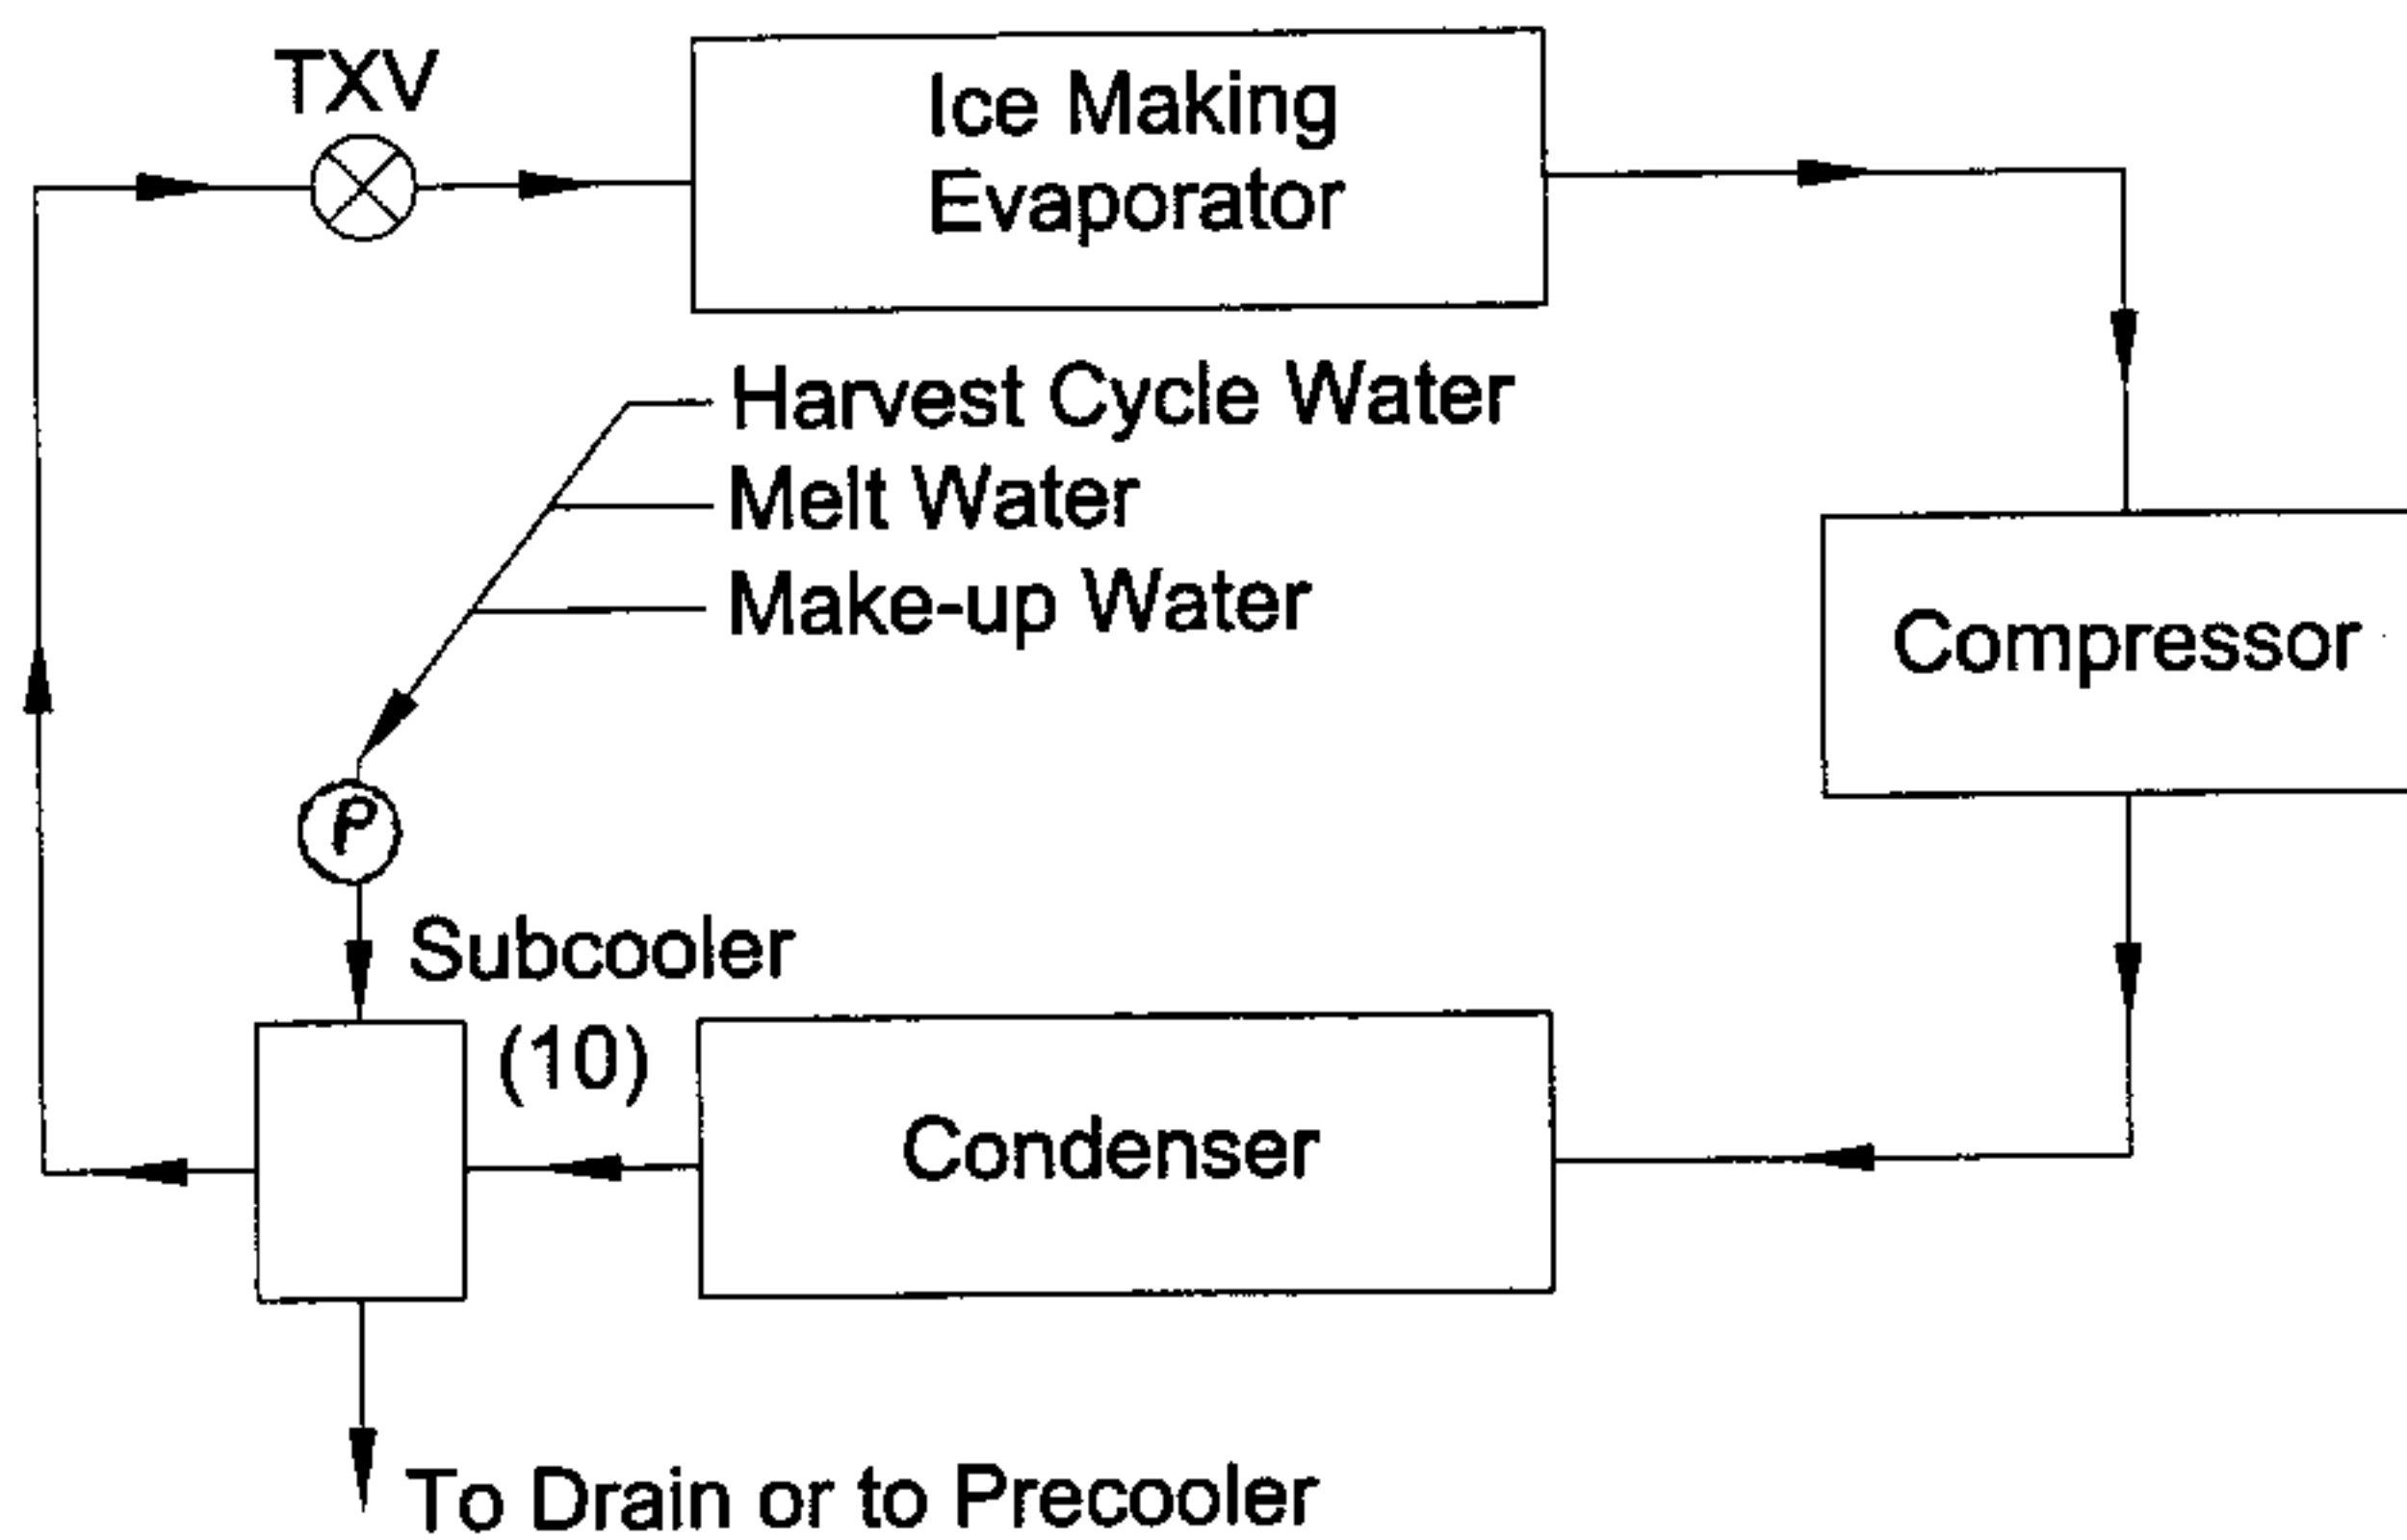 TXV
Ice Making
Evaporator
Harvest Cycle Water
Melt Water
Make-up Water
Compressor
P
Subcooler
(10)
Condenser
To Drain or to Precooler